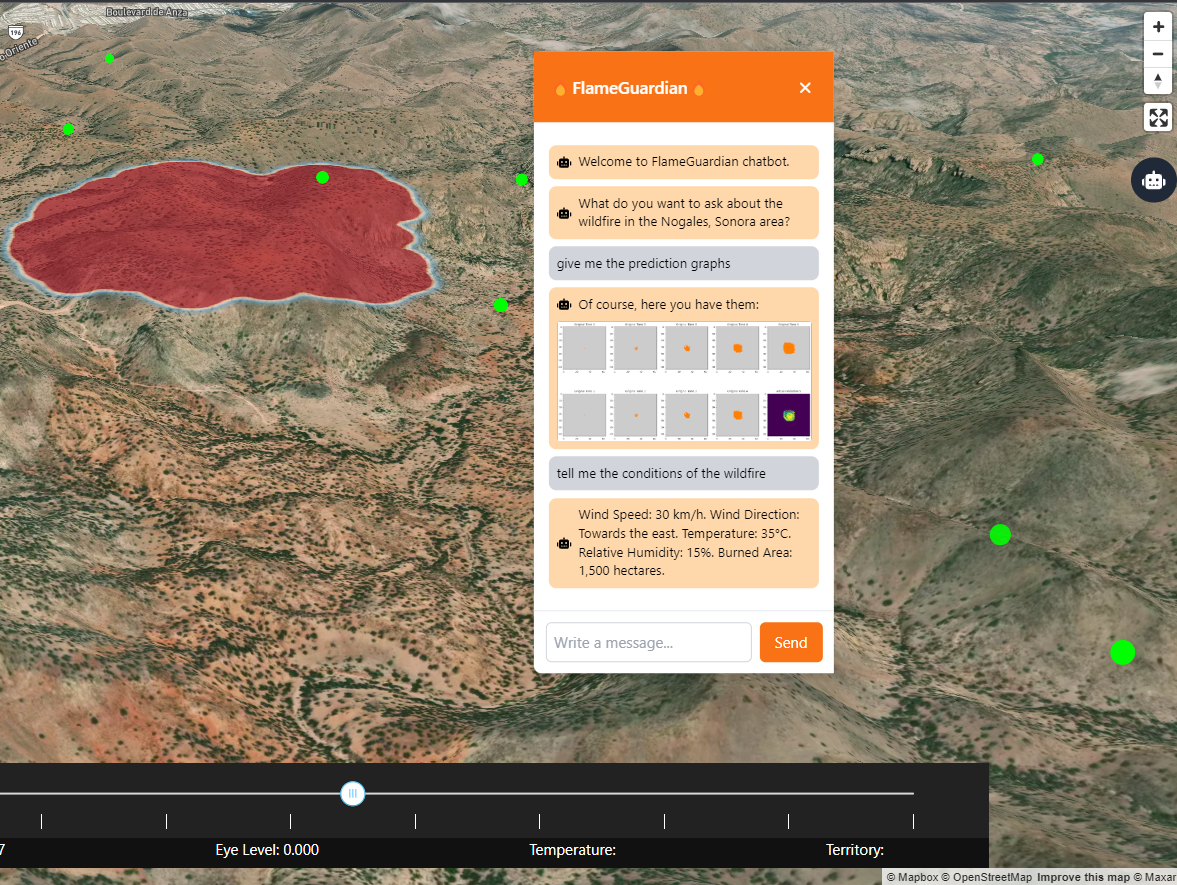 Boulevard de Anza
196
o Oriente
FlameGuardian
Welcome to FlameGuardian chatbot.
What do you want to ask about the
wildfire in the Nogales, Sonora area?
give me the prediction graphs
Of course, here you have them:
tell me the conditions of the wildfire
Wind Speed: 30 km/h. Wind Direction:
Towards the east. Temperature: 35°C.
Relative Humidity: 15%. Burned Area:
1,500 hectares.
Write a message...
Send
7
Eye Level: 0.000
Temperature:
Territory:
© Mapbox © OpenStreetMap Improve this map © Maxar